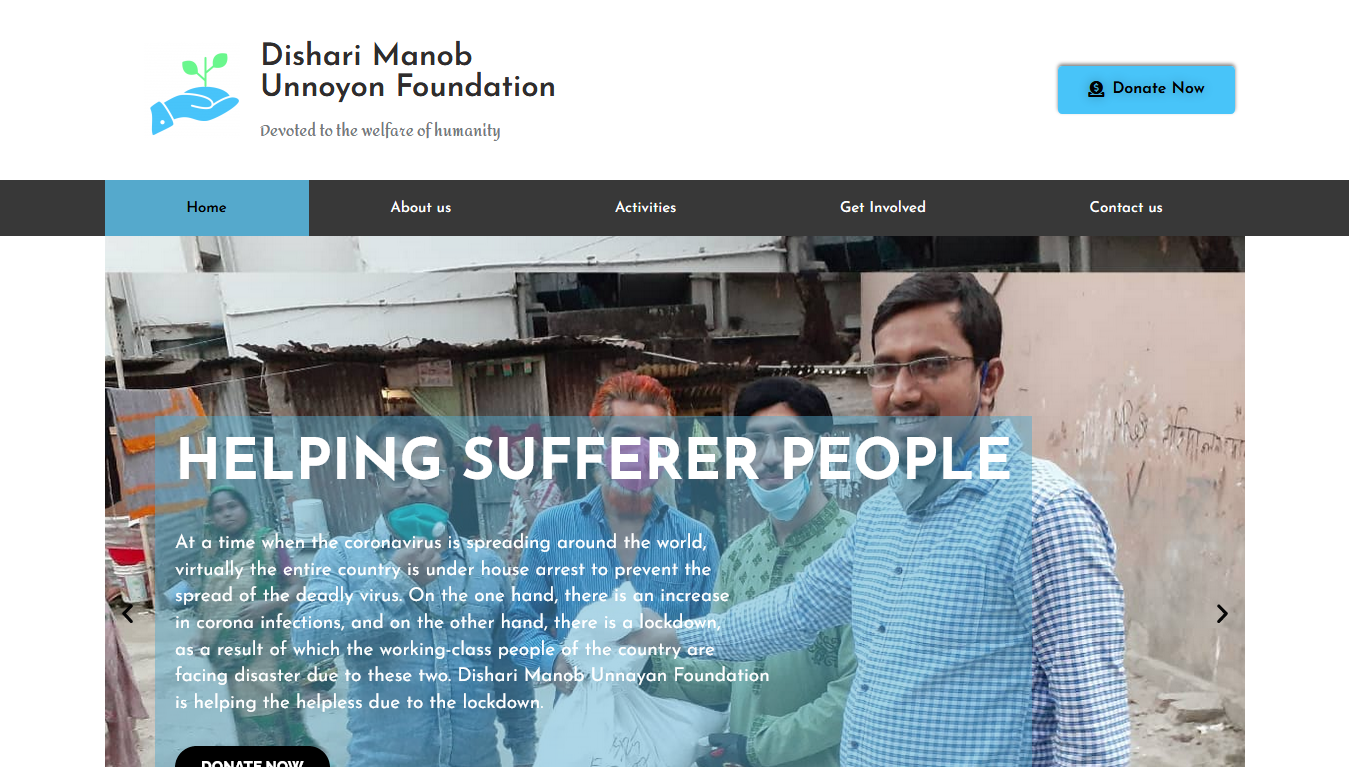 Dishari Manob
Unnoyon Foundation
Devoted to the welfare of humanity
Donate Now
Home
About us
Activities
Get Involved
Contact us
HELPING SUFFERER PEOPLE
At a time when the coronavirus is spreading around the world,
virtually the entire country is under house arrest to prevent the
spread of the deadly virus. On the one hand, there is an increase
in corona infections, and on the other hand, there is a lockdown,
as a result of which the working-class people of the country are
facing disaster due to these two. Dishari Manob Unnayan Foundation
is helping the helpless due to the lockdown.
DONATE NOW